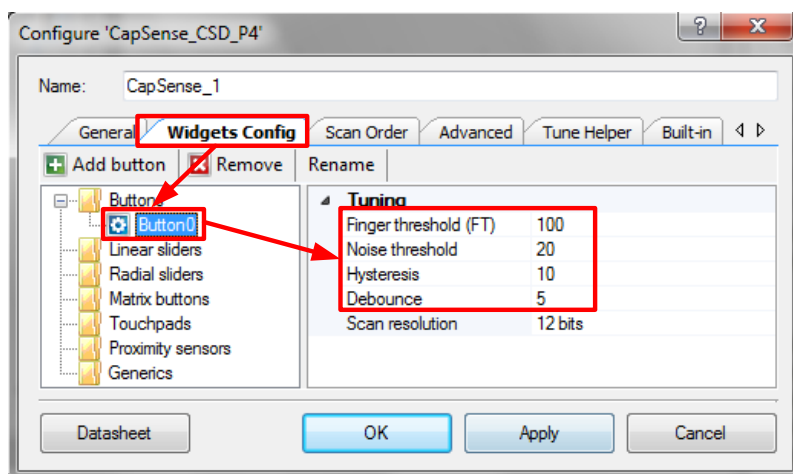 Configure 'CapSense_CSD_P4'
Name: CapSense_1
General Widgets Config Scan Order Advanced Tune Helper Built-in
Add button Remove Rename
Buttons
Button0
Linear sliders
Radial sliders
Matrix buttons
Touchpads
Proximity sensors
Generics
Tuning
Finger threshold (FT) 100
Noise threshold 20
Hysteresis 10
Debounce 5
Scan resolution 12 bits
Datasheet OK Apply Cancel